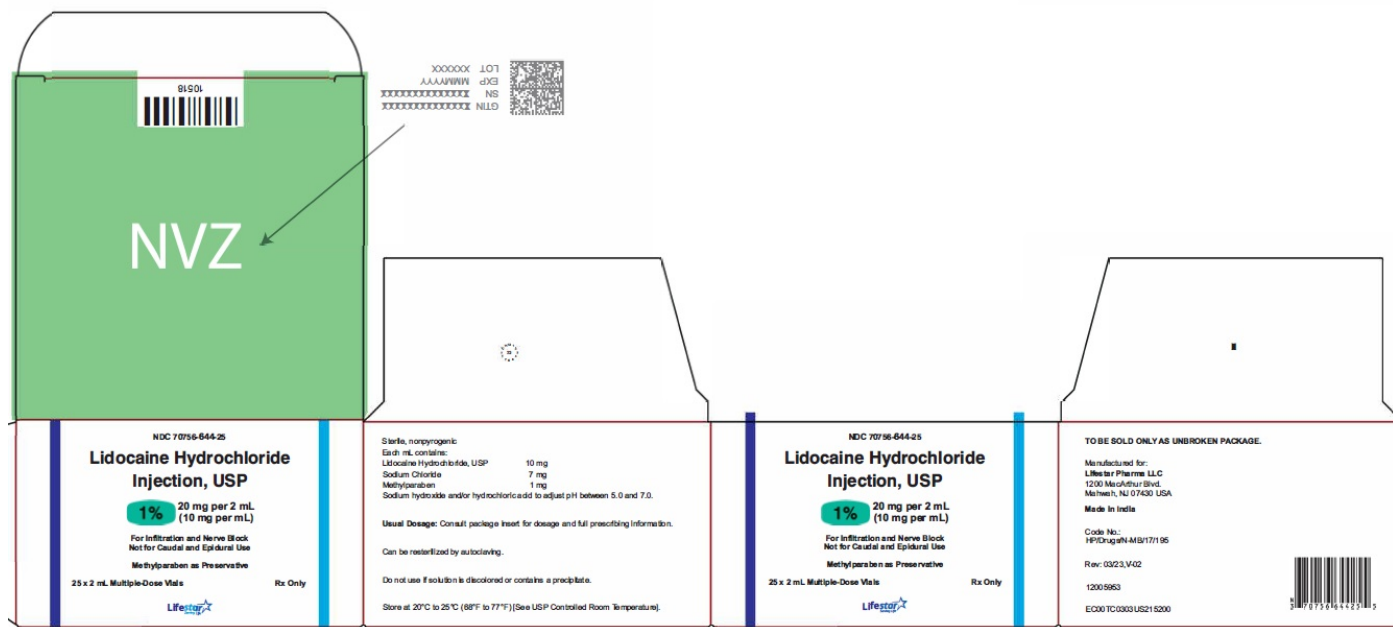 10518
GTIN XXXXXXXXXXXXXX
SN XXXXXXXXXXXXXX
EXP MMMYYYY
LOT XXXXXX
NVZ
NDC 70756-644-25
Lidocaine Hydrochloride
Injection, USP
1%
20 mg per 2 mL
(10 mg per mL)
For Infiltration and Nerve Block
Not for Caudal and Epidural Use
Methylparaben as Preservative
25 x 2 mL Multiple-Dose Vials Rx Only
Lifestar
Sterile, nonpyrogenic
Each mL contains:
Lidocaine Hydrochloride, USP 10 mg
Sodium Chloride 7 mg
Methylparaben 1 mg
Sodium hydroxide and/or hydrochloric acid to adjust pH between 5.0 and 7.0.
Usual Dosage: Consult package insert for dosage and full prescribing information.
Can be resterilized by autoclaving.
Do not use if solution is discolored or contains a precipitate.
Store at 20°C to 25°C (68°F to 77°F) [See USP Controlled Room Temperature].
NDC 70756-644-25
Lidocaine Hydrochloride
Injection, USP
1%
20 mg per 2 mL
(10 mg per mL)
For Infiltration and Nerve Block
Not for Caudal and Epidural Use
Methylparaben as Preservative
25 x 2 mL Multiple-Dose Vials Rx Only
Lifestar
TO BE SOLD ONLY AS UNBROKEN PACKAGE.
Manufactured for:
Lifestar Pharma LLC
1200 MacArthur Blvd.
Mahwah, NJ 07430 USA
Made in India
Code No.:
HP/Drugs/N-MB/17/195
Rev: 03/23,V-02
12005953
EC00TC0303US215200
N
3 70756 64425 5